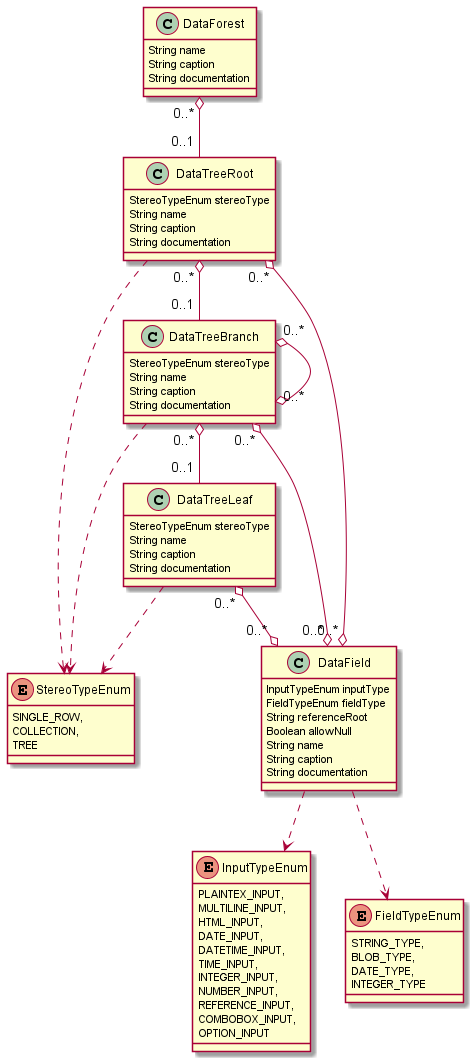 C DataForest
String name
String caption
String documentation
0..*
0..1
C DataTreeRoot
StereoTypeEnum stereoType
String name
String caption
String documentation
0..*
0..*
0..1
C DataTreeBranch
0..*
StereoTypeEnum stereoType
String name
String caption
String documentation
0..*
0..*
0..*
0..1
C DataTreeLeaf
StereoTypeEnum stereoType
String name
String caption
String documentation
0..*
0..*
0..*
0..*
C DataField
E StereoTypeEnum
SINGLE_ROW,
COLLECTION,
TREE
InputTypeEnum inputType
FieldTypeEnum fieldType
String referenceRoot
Boolean allowNull
String name
String caption
String documentation
E InputTypeEnum
PLAINTEX_INPUT,
MULTILINE_INPUT,
HTML_INPUT,
DATE_INPUT,
DATETIME_INPUT,
TIME_INPUT,
INTEGER_INPUT,
NUMBER_INPUT,
REFERENCE_INPUT,
COMBOBOX_INPUT,
OPTION_INPUT
E FieldTypeEnum
STRING_TYPE,
BLOB_TYPE,
DATE_TYPE,
INTEGER_TYPE